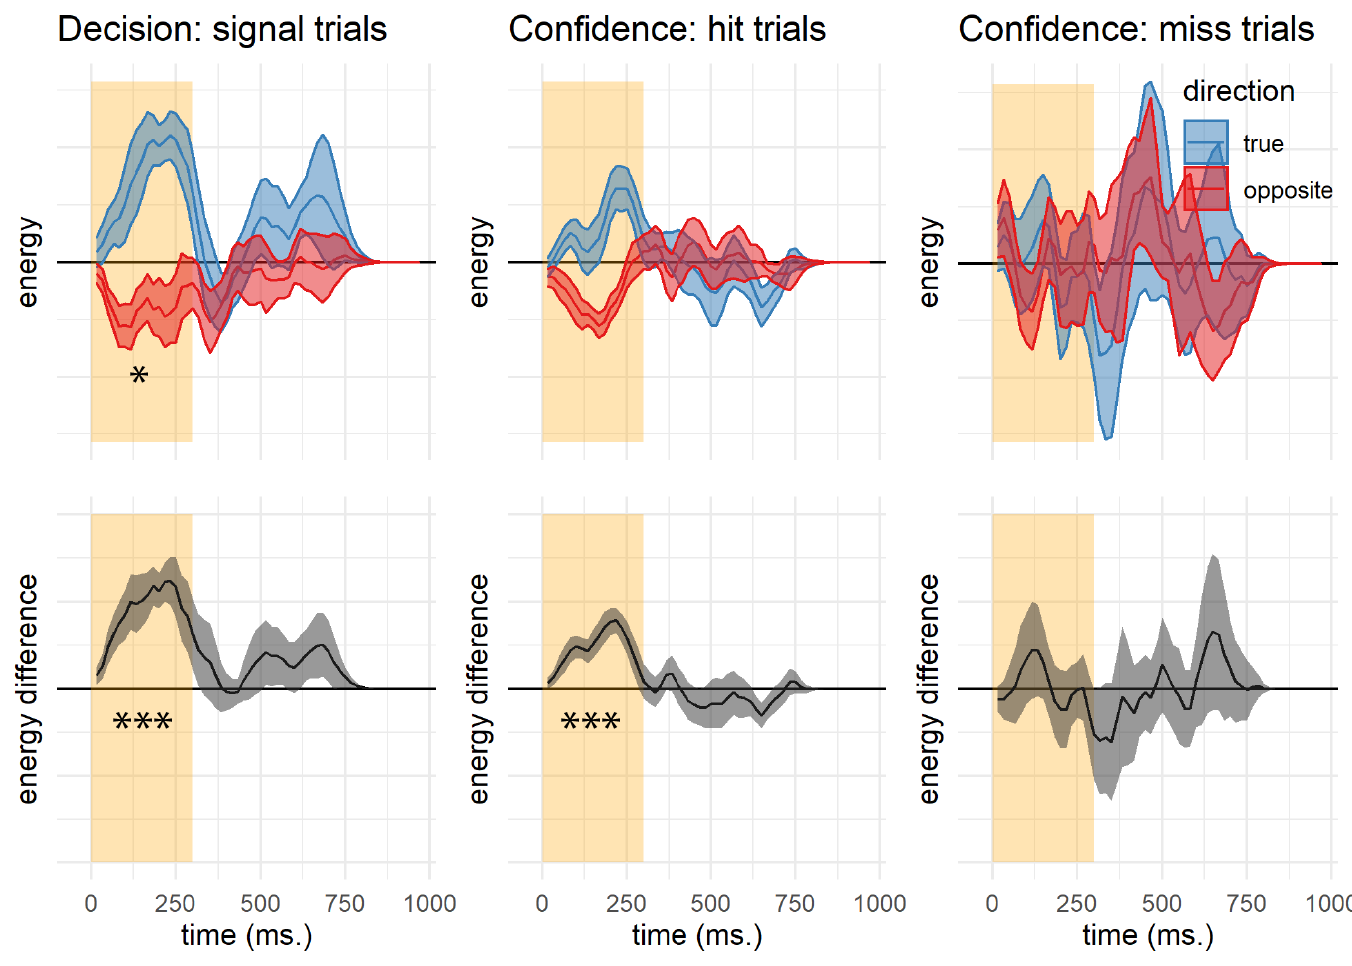 Decision: signal trials
Confidence: hit trials
Confidence: miss trials
direction
true
opposite
energy
energy
energy
*
energy difference
energy difference
energy difference
***
***
0 250 500 750 1000
0 250 500 750 1000
0 250 500 750 1000
time (ms.)
time (ms.)
time (ms.)